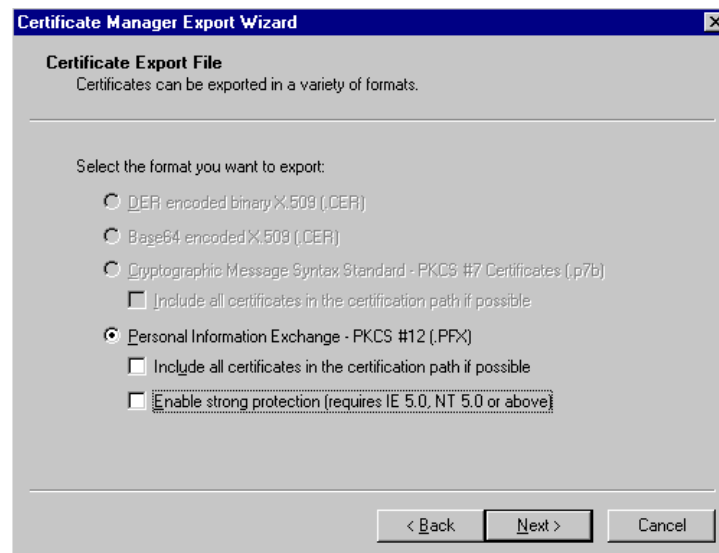 Certificate Manager Export Wizard
Certificate Export File
Certificates can be exported in a variety of formats.
Select the format you want to export:
DER encoded binary X.509 (.CER)
Base64 encoded X.509 (.CER)
Cryptographic Message Syntax Standard - PKCS #7 Certificates (.p7b)
Include all certificates in the certification path if possible
Personal Information Exchange - PKCS #12 (.PFX)
Include all certificates in the certification path if possible
Enable strong protection (requires IE 5.0, NT 5.0 or above)
< Back Next > Cancel